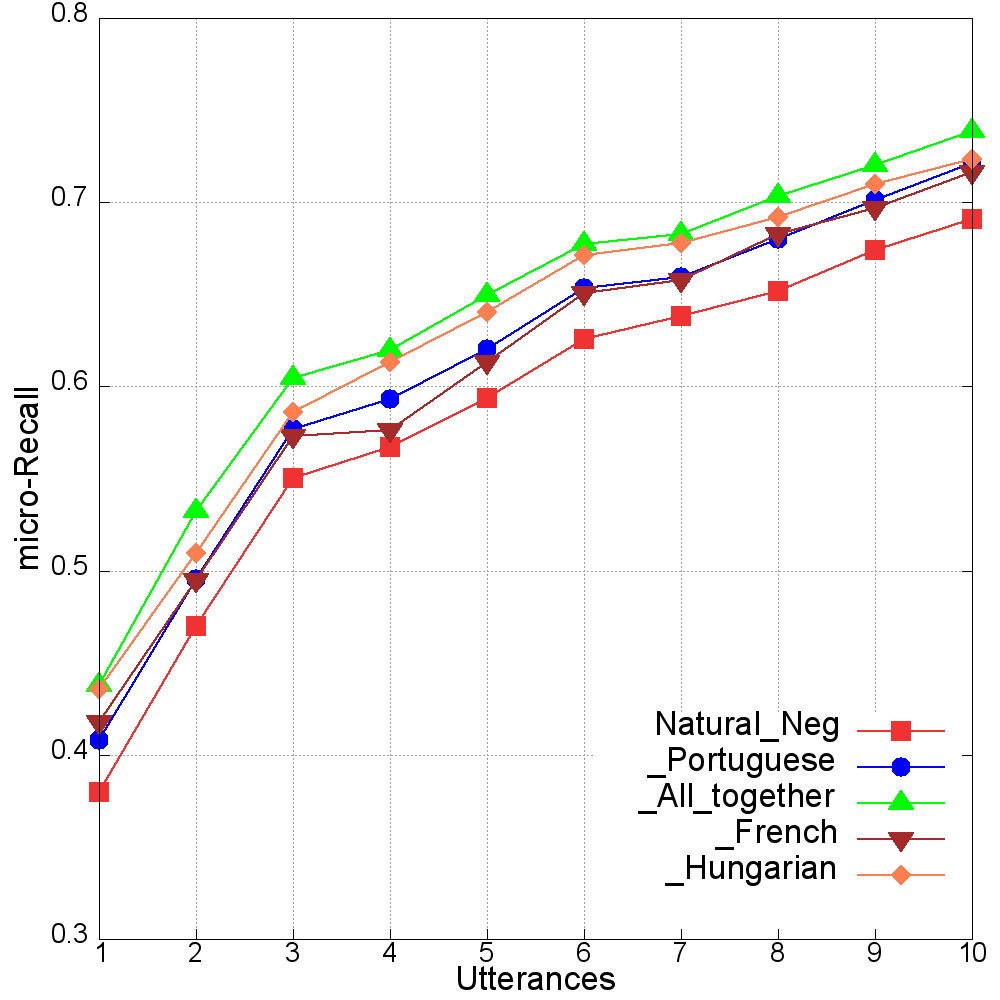 0.8
0.7
0.6
0.5
0.4
0.3
micro-Recall
1 2 3 4 5 6 7 8 9 10
Utterances
Natural_Neg
_Portuguese
_All_together
_French
_Hungarian